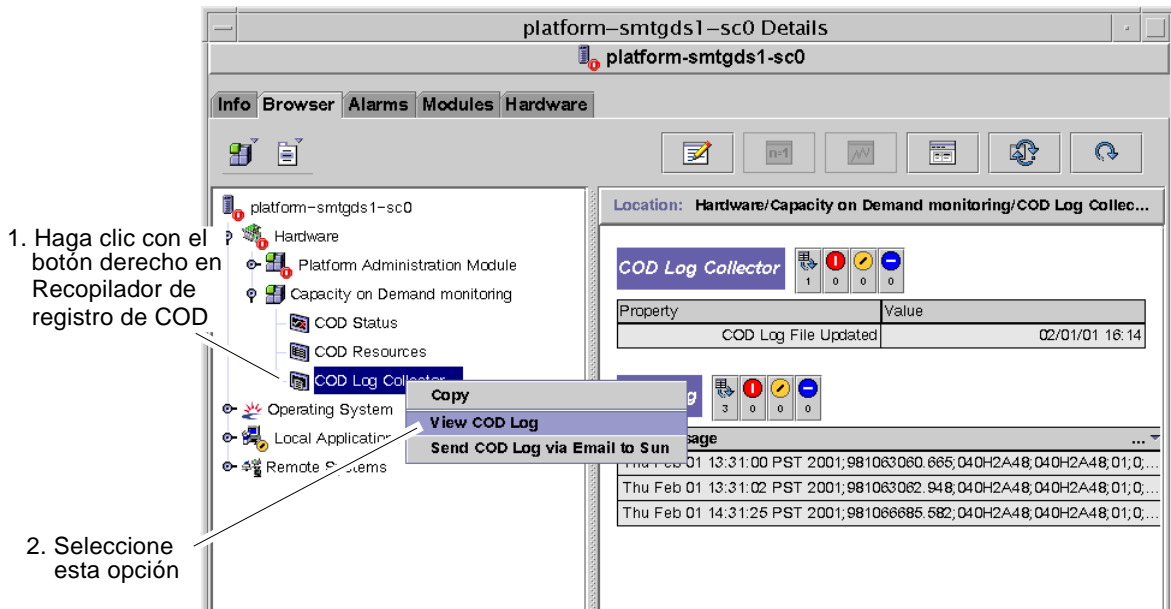 platform–smtgds1–sc0 Details
platform-smtgds1-sc0
Info Browser Alarms Modules Hardware
n=1
platform-smtgds1-sc0
Hardware
Platform Administration Module
Capacity on Demand monitoring
COD Status
COD Resources
COD Log Collector
Operating System
Local Application
Remote Systems
1. Haga clic con el
botón derecho en
Recopilador de
registro de COD
2. Seleccione
esta opción
Copy
View COD Log
Send COD Log via Email to Sun
Location: Hardware/Capacity on Demand monitoring/COD Log Collec...
COD Log Collector 1 0 0 0
Property Value
COD Log File Updated 02/01/01 16:14
g 3 0 0 0
sage ...
Thu Feb 01 13:31:00 PST 2001;981063060.665;040H2A48;040H2A48;01;0;...
Thu Feb 01 13:31:02 PST 2001;981063062.948;040H2A48;040H2A48;01;0;...
Thu Feb 01 14:31:25 PST 2001;981066685.582;040H2A48;040H2A48;01;0;...